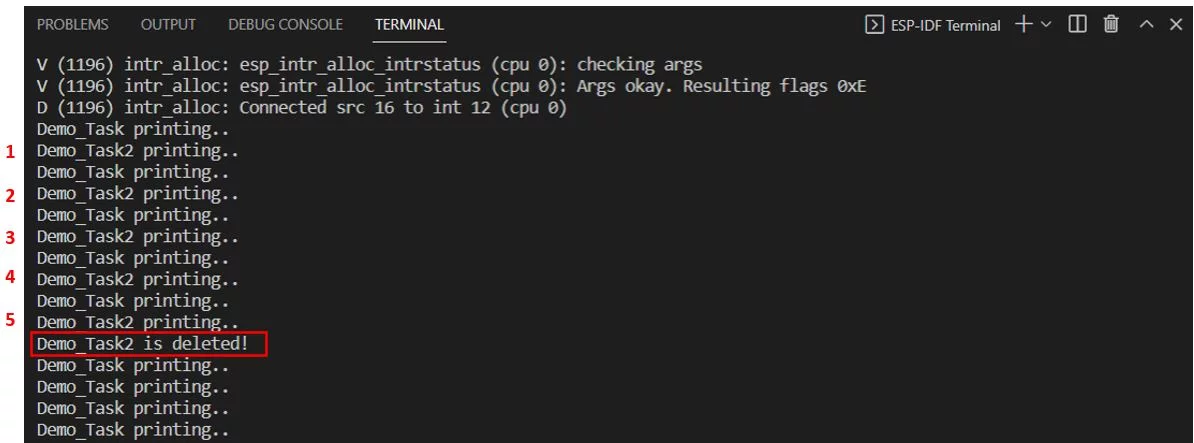 PROBLEMS OUTPUT DEBUG CONSOLE TERMINAL ESP-IDF Terminal
V (1196) intr_alloc: esp_intr_alloc_intrstatus (cpu 0): checking args
V (1196) intr_alloc: esp_intr_alloc_intrstatus (cpu 0): Args okay. Resulting flags 0xE
D (1196) intr_alloc: Connected src 16 to int 12 (cpu 0)
Demo_Task printing..
1 Demo_Task2 printing..
Demo_Task printing..
2 Demo_Task2 printing..
Demo_Task printing..
3 Demo_Task2 printing..
Demo_Task printing..
4 Demo_Task2 printing..
Demo_Task printing..
5 Demo_Task2 printing..
Demo_Task2 is deleted!
Demo_Task printing..
Demo_Task printing..
Demo_Task printing..
Demo_Task printing..